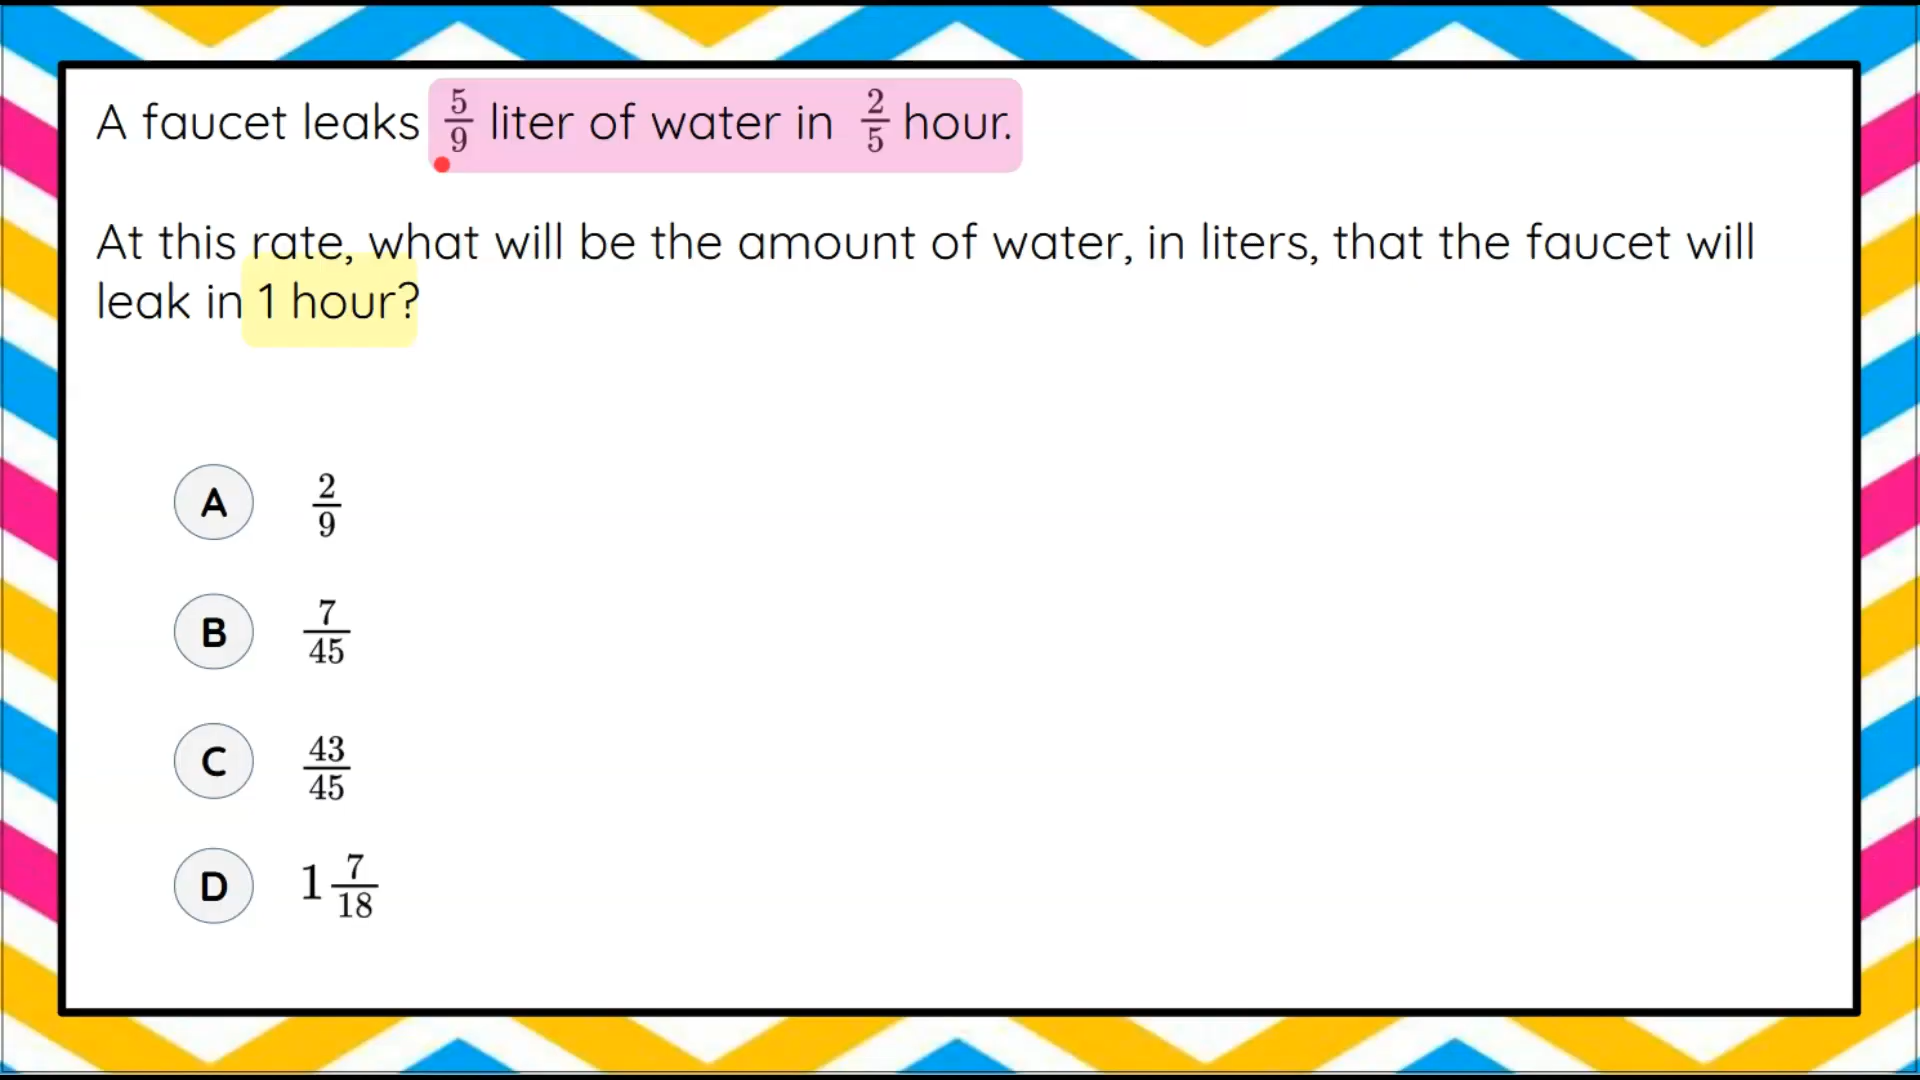 A faucet leaks 5/9 liter of water in 2/5 hour.
At this rate, what will be the amount of water, in liters, that the faucet will
leak in 1 hour?
A 2/9
B 7/45
C 43/45
D 1 7/18